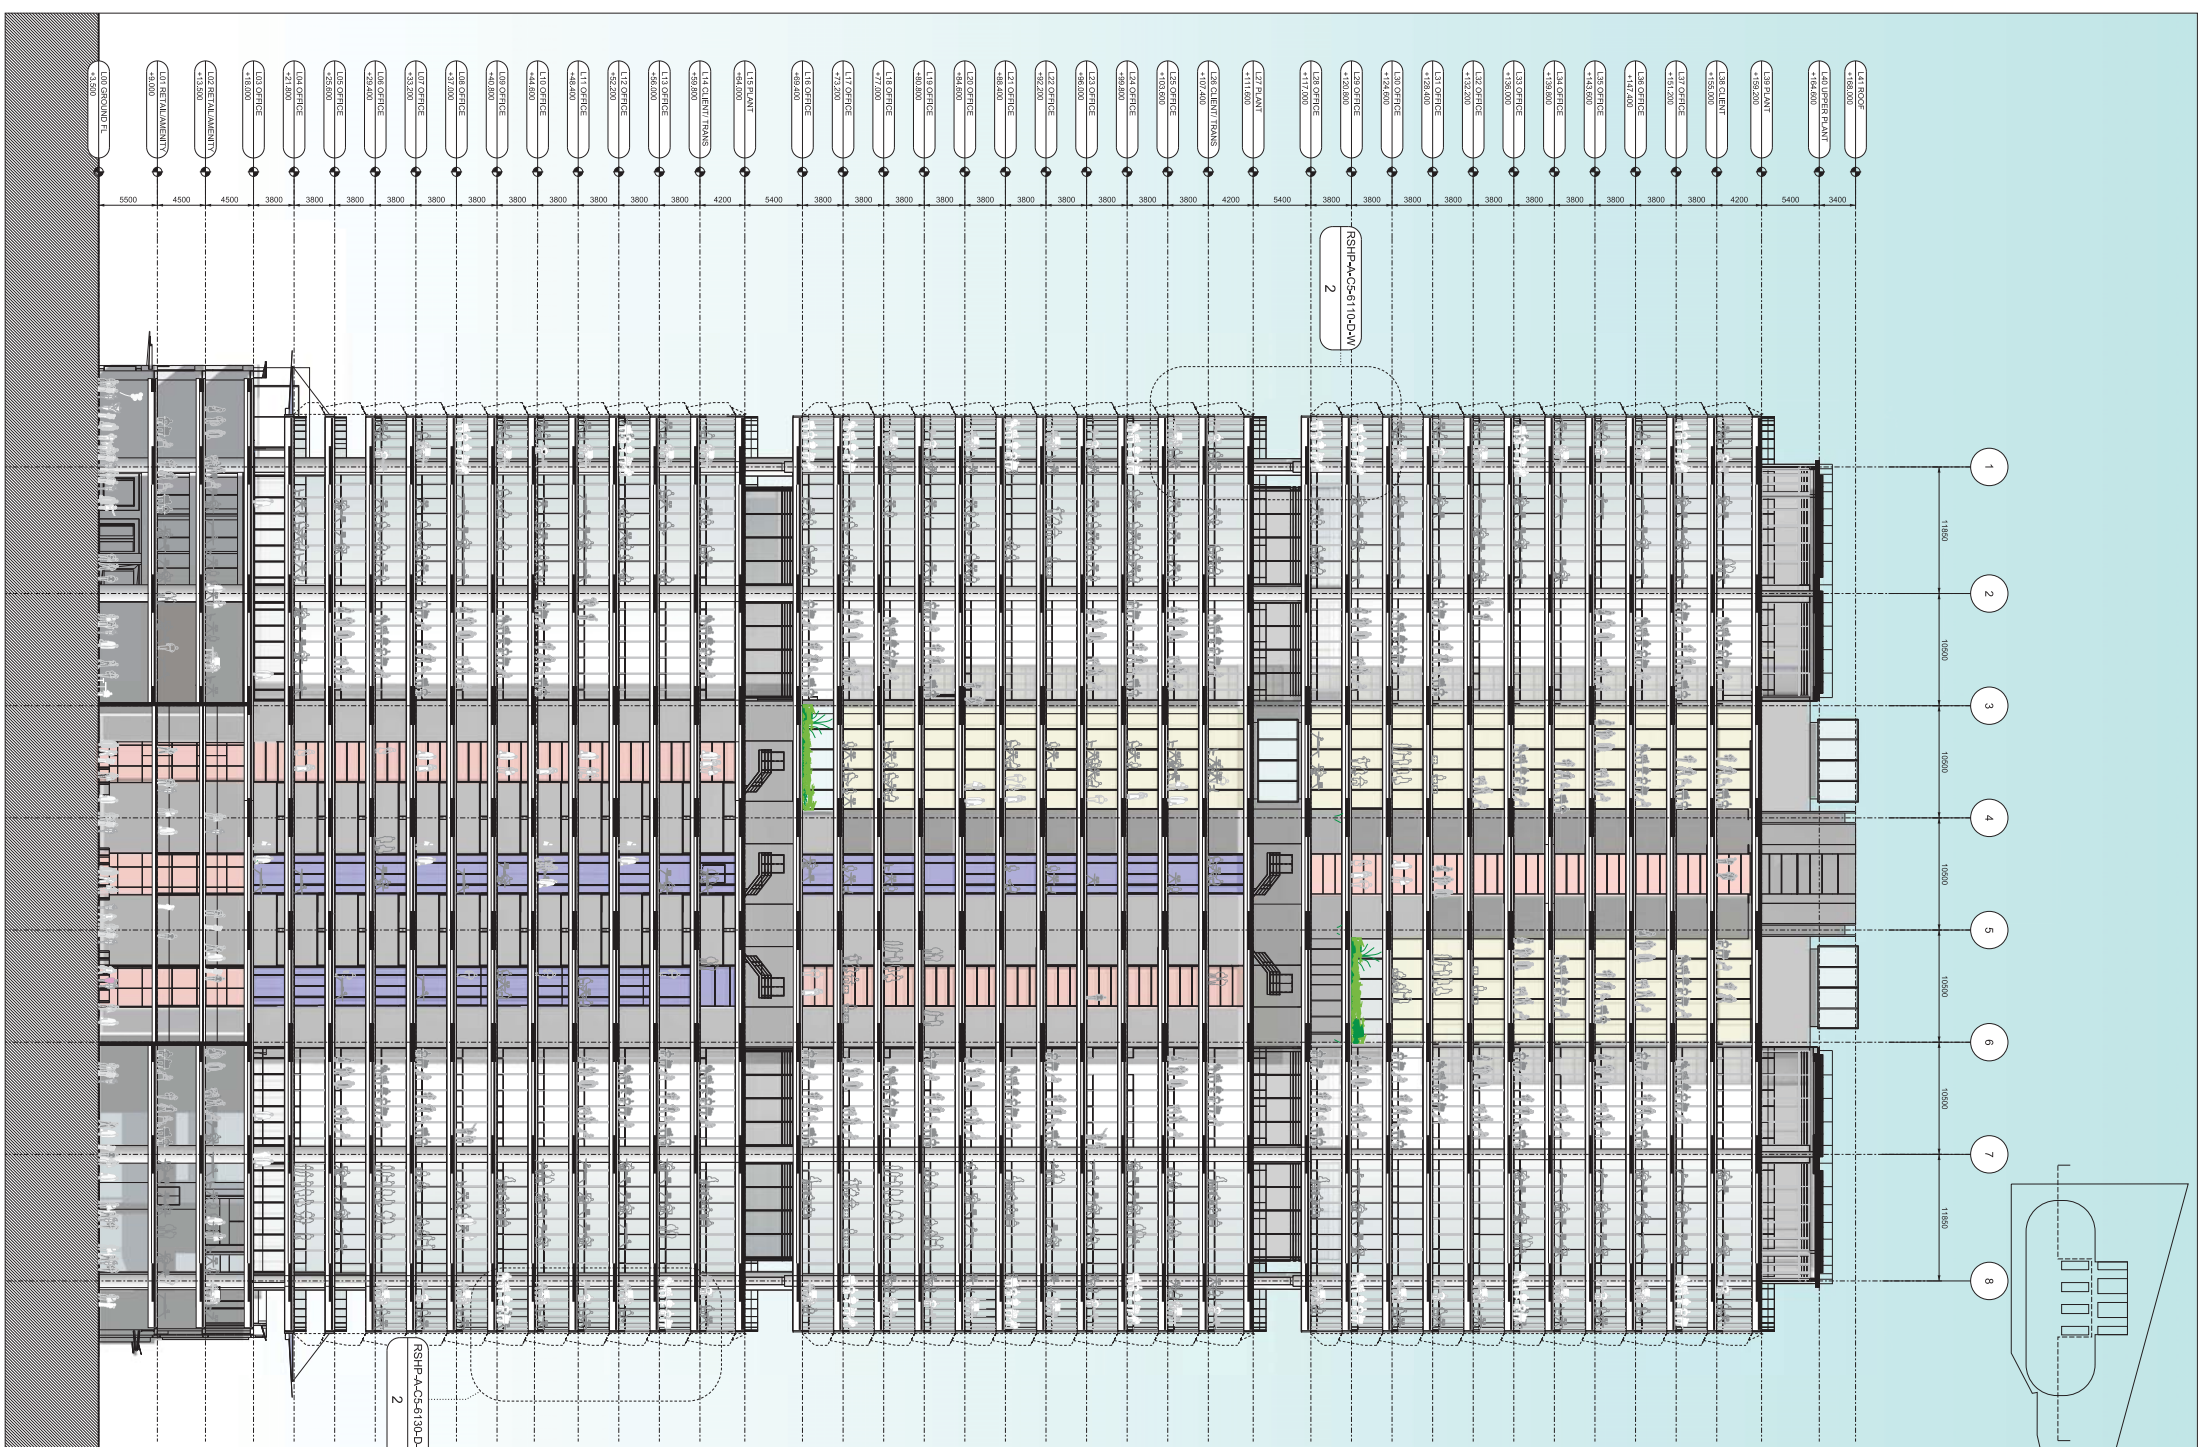 L41 ROOF
+168.000
L40 UPPER PLANT
+164.600
L39 PLANT
+159.200
L38 CLIENT
+155.000
L37 OFFICE
+151.200
L36 OFFICE
+147.400
L35 OFFICE
+143.600
L34 OFFICE
+139.800
L33 OFFICE
+136.000
L32 OFFICE
+132.200
L31 OFFICE
+128.400
L30 OFFICE
+124.600
L29 OFFICE
+120.800
L28 OFFICE
+117.000
L27 PLANT
+111.600
L26 CLIENT/ TRANS
+107.400
L25 OFFICE
+103.600
L24 OFFICE
+99.800
L23 OFFICE
+96.000
L22 OFFICE
+92.200
L21 OFFICE
+88.400
L20 OFFICE
+84.600
L19 OFFICE
+80.800
L18 OFFICE
+77.000
L17 OFFICE
+73.200
L16 OFFICE
+69.400
L15 PLANT
+64.000
L14 CLIENT/ TRANS
+59.800
L13 OFFICE
+56.000
L12 OFFICE
+52.200
L11 OFFICE
+48.400
L10 OFFICE
+44.600
L09 OFFICE
+40.800
L08 OFFICE
+37.000
L07 OFFICE
+33.200
L06 OFFICE
+29.400
L05 OFFICE
+25.600
L04 OFFICE
+21.800
L03 OFFICE
+18.000
L02 RETAIL/AMENITY
+13.500
L01 RETAIL/AMENITY
+9.000
L00 GROUND FL
+3.500
5500 4500 4500 3800 3800 3800 3800 3800 3800 3800 3800 3800 3800 3800 4200 5400 3800 3800 3800 3800 3800 3800 3800 3800 3800 3800 4200 5400 3800 3800 3800 3800 3800 3800 3800 3800 3800 3800 4200 5400 3400
RSHP-A-C5-6110-D-W
2
1 2 3 4 5 6 7 8
11850 10500 10500 10500 10500 10500 11850
RSHP-A-C5-6130-D-
2